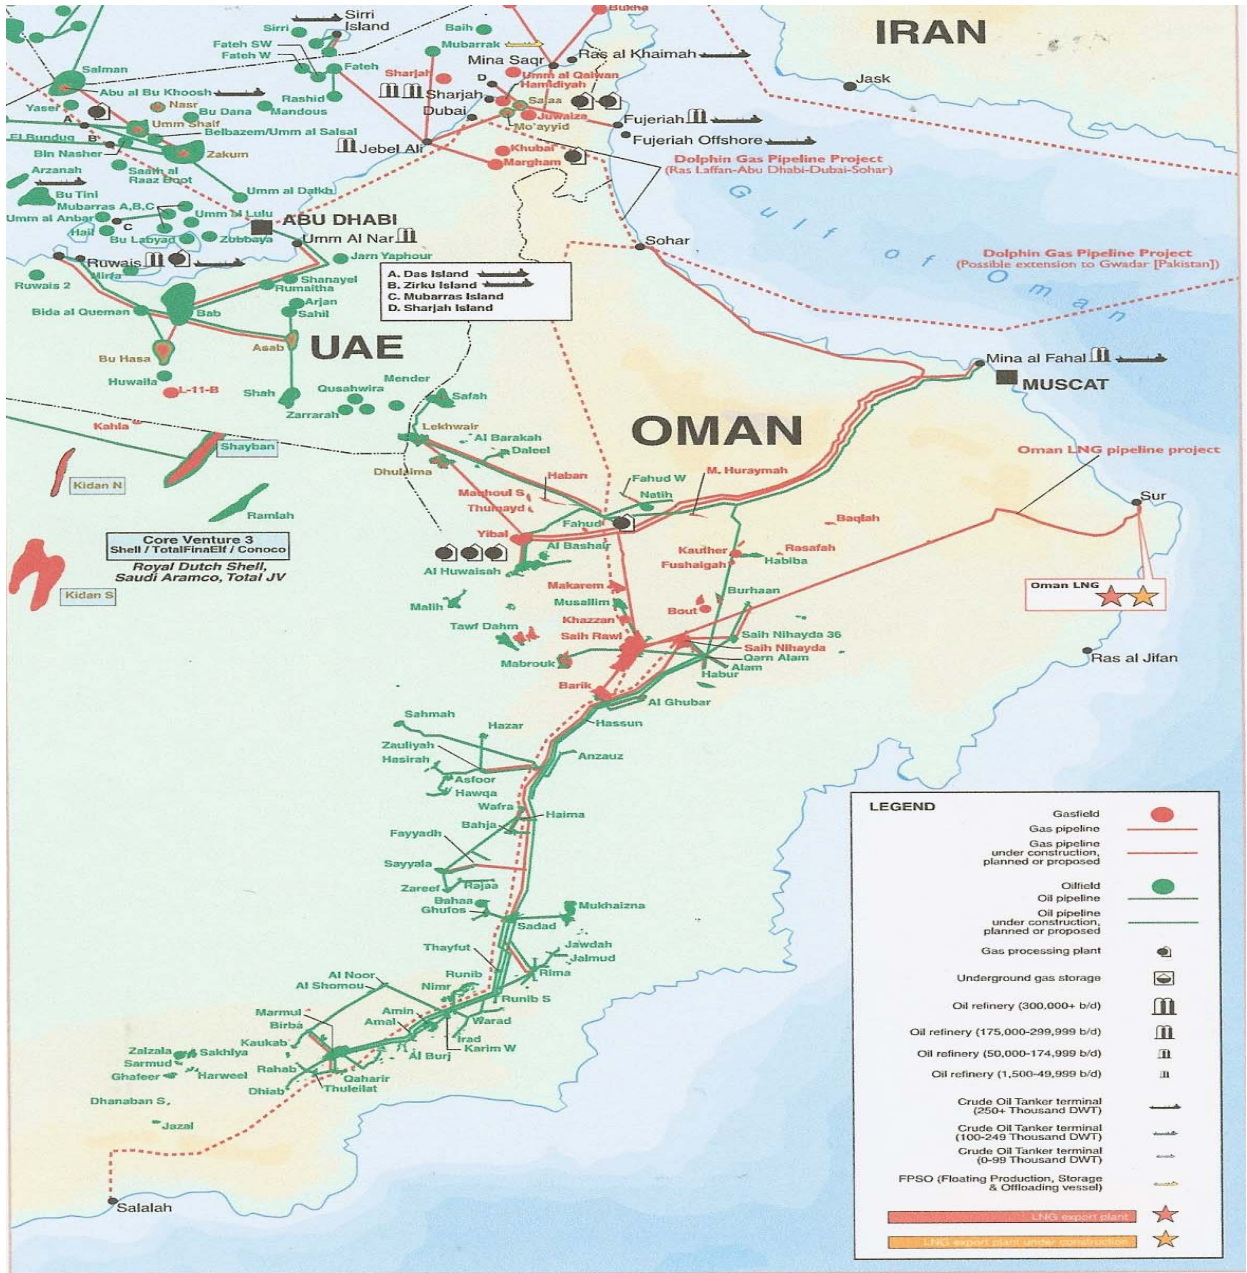 Bukha
Sirri
Island
Sirri
Baih
IRAN
Fateh SW
Fateh W
Mubarrak
Mina Saqr
Ras al Khaimah
Salman
Fateh
Sharjah
D
Umm al Qaiwan
Hamidiyah
Jask
Abu al Bu Khoosh
Yaser
Nasr
Bu Dana
Rashid
Mandous
Sharjah
Dubai
Sajaa
Juwaiza
Mo'ayyid
Fujeriah
A
Umm Shaif
Belbazem/Umm al Salsal
El Bunduq
B
Bin Nasher
Zakum
Jebel Ali
Fujeriah Offshore
Khubai
Margham
Dolphin Gas Pipeline Project
(Ras Laffan-Abu Dhabi-Dubai-Sohar)
Arzanah
Saath al
Raaz Boot
Bu Tini
Umm al Dalkh
Gulf of Oman
Mubarras A,B,C
Umm al Anbar
C
Umm al Lulu
ABU DHABI
Hail
Bu Labyad
Zubbaya
Umm Al Nar
Sohar
Ruwais
Jarn Yaphour
Dolphin Gas Pipeline Project
(Possible extension to Gwadar [Pakistan])
Mirfa
Ruwais 2
Shanayel
Rumaitha
A. Das Island
B. Zirku Island
C. Mubarras Island
D. Sharjah Island
Bida al Queman
Bab
Arjan
Sahil
Bu Hasa
Asab
UAE
Mina al Fahal
MUSCAT
Huwaila
L-11-B
Shah
Qusahwira
Mender
Zarrarah
Safah
Kahla
Lekhwair
OMAN
Shayban
Al Barakah
Daleel
Oman LNG pipeline project
Kidan N
Dhulaima
Haban
M. Huraymah
Fahud W
Natih
Maghoul S
Thumayd
Sur
Ramlah
Fahud
Baqlah
Core Venture 3
Shell / TotalFinaElf / Conoco
Royal Dutch Shell,
Saudi Aramco, Total JV
Yibal
Al Bashair
Kauther
Fushaigah
Rasafah
Habiba
Al Huwaisah
Kidan S
Makarem
Musallim
Burhaan
Oman LNG
Malih
Khazzan
Bout
Tawf Dahm
Saih Rawl
Saih Nihayda 36
Saih Nihayda
Mabrouk
Qarn Alam
Alam
Habur
Ras al Jifan
Barik
Al Ghubar
Hassun
Sahmah
Hazar
Zauliyah
Hasirah
Anzauz
Asfoor
Hawqa
Wafra
Haima
Bahja
Fayyadh
Sayyala
Zareef
Rajaa
Bahaa
Ghufos
Mukhaizna
Sadad
Thayfut
Jawdah
Jalmud
Rima
Al Noor
Al Shomou
Runib
Nimr
Runib S
Marmul
Birba
Amin
Amal
Warad
Kaukab
Irad
Karim W
Zalzala
Sakhiya
Sarmud
Al Burj
Ghafeer
Harweel
Rahab
Qaharir
Thuleilat
Dhiab
Dhanaban S,
Jazal
Salalah
LEGEND
Gasfield
Gas pipeline
Gas pipeline
under construction,
planned or proposed
Oilfield
Oil pipeline
Oil pipeline
under construction,
planned or proposed
Gas processing plant
Underground gas storage
Oil refinery (300,000+ b/d)
Oil refinery (175,000-299,999 b/d)
Oil refinery (50,000-174,999 b/d)
Oil refinery (1,500-49,999 b/d)
Crude Oil Tanker terminal
(250+ Thousand DWT)
Crude Oil Tanker terminal
(100-249 Thousand DWT)
Crude Oil Tanker terminal
(0-99 Thousand DWT)
FPSO (Floating Production, Storage
& Offloading vessel)
LNG export plant
LNG export plant under construction